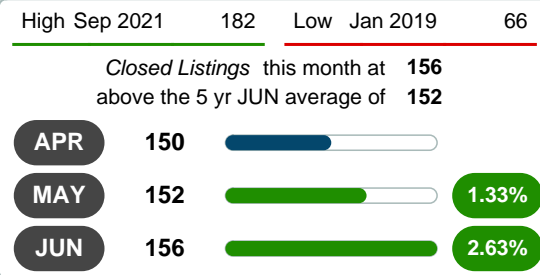 High Sep 2021 182 Low Jan 2019 66
Closed Listings this month at 156
above the 5 yr JUN average of 152
APR 150
MAY 152 1.33%
JUN 156 2.63%